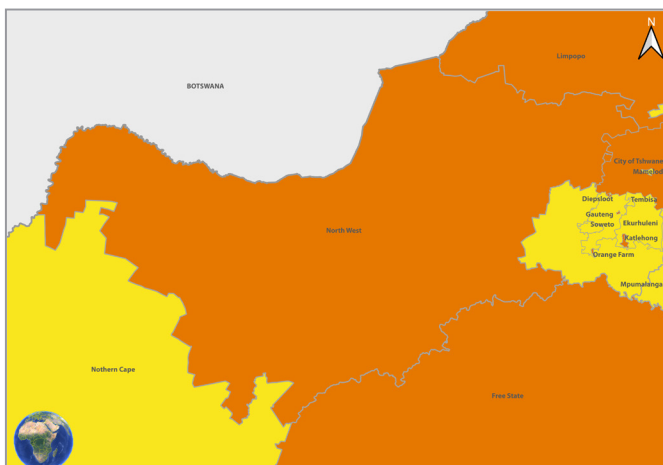 N
Limpopo
BOTSWANA
City of Tshwane
Mamelodi
Diepsloot
Tembisa
Gauteng
Soweto
Ekurhuleni
North West
Katlehong
Orange Farm
Mpumalanga
Nothern Cape
Free State